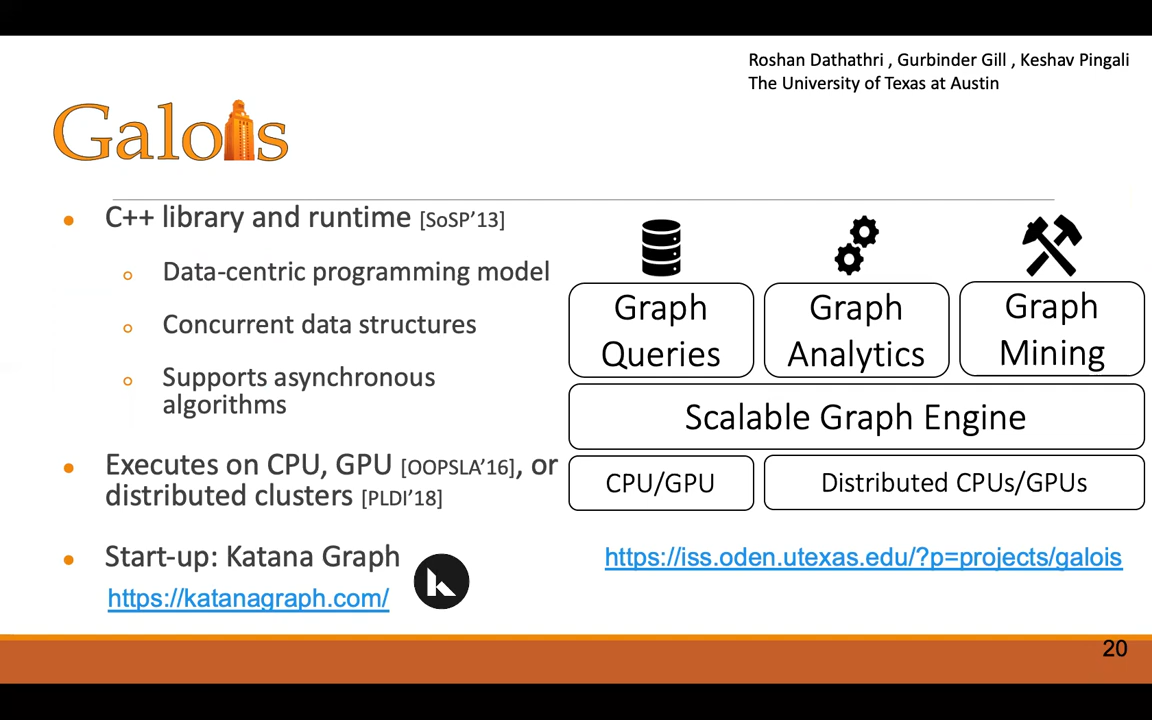 Roshan Dathathri , Gurbinder Gill , Keshav Pingali
The University of Texas at Austin
Galois
• C++ library and runtime [SoSP’13]
○ Data-centric programming model
○ Concurrent data structures
○ Supports asynchronous
algorithms
• Executes on CPU, GPU [OOPSLA’16], or
distributed clusters [PLDI’18]
• Start-up: Katana Graph
https://katanagraph.com/
k
Graph
Queries
Graph
Analytics
Graph
Mining
Scalable Graph Engine
CPU/GPU
Distributed CPUs/GPUs
https://iss.oden.utexas.edu/?p=projects/galois
20